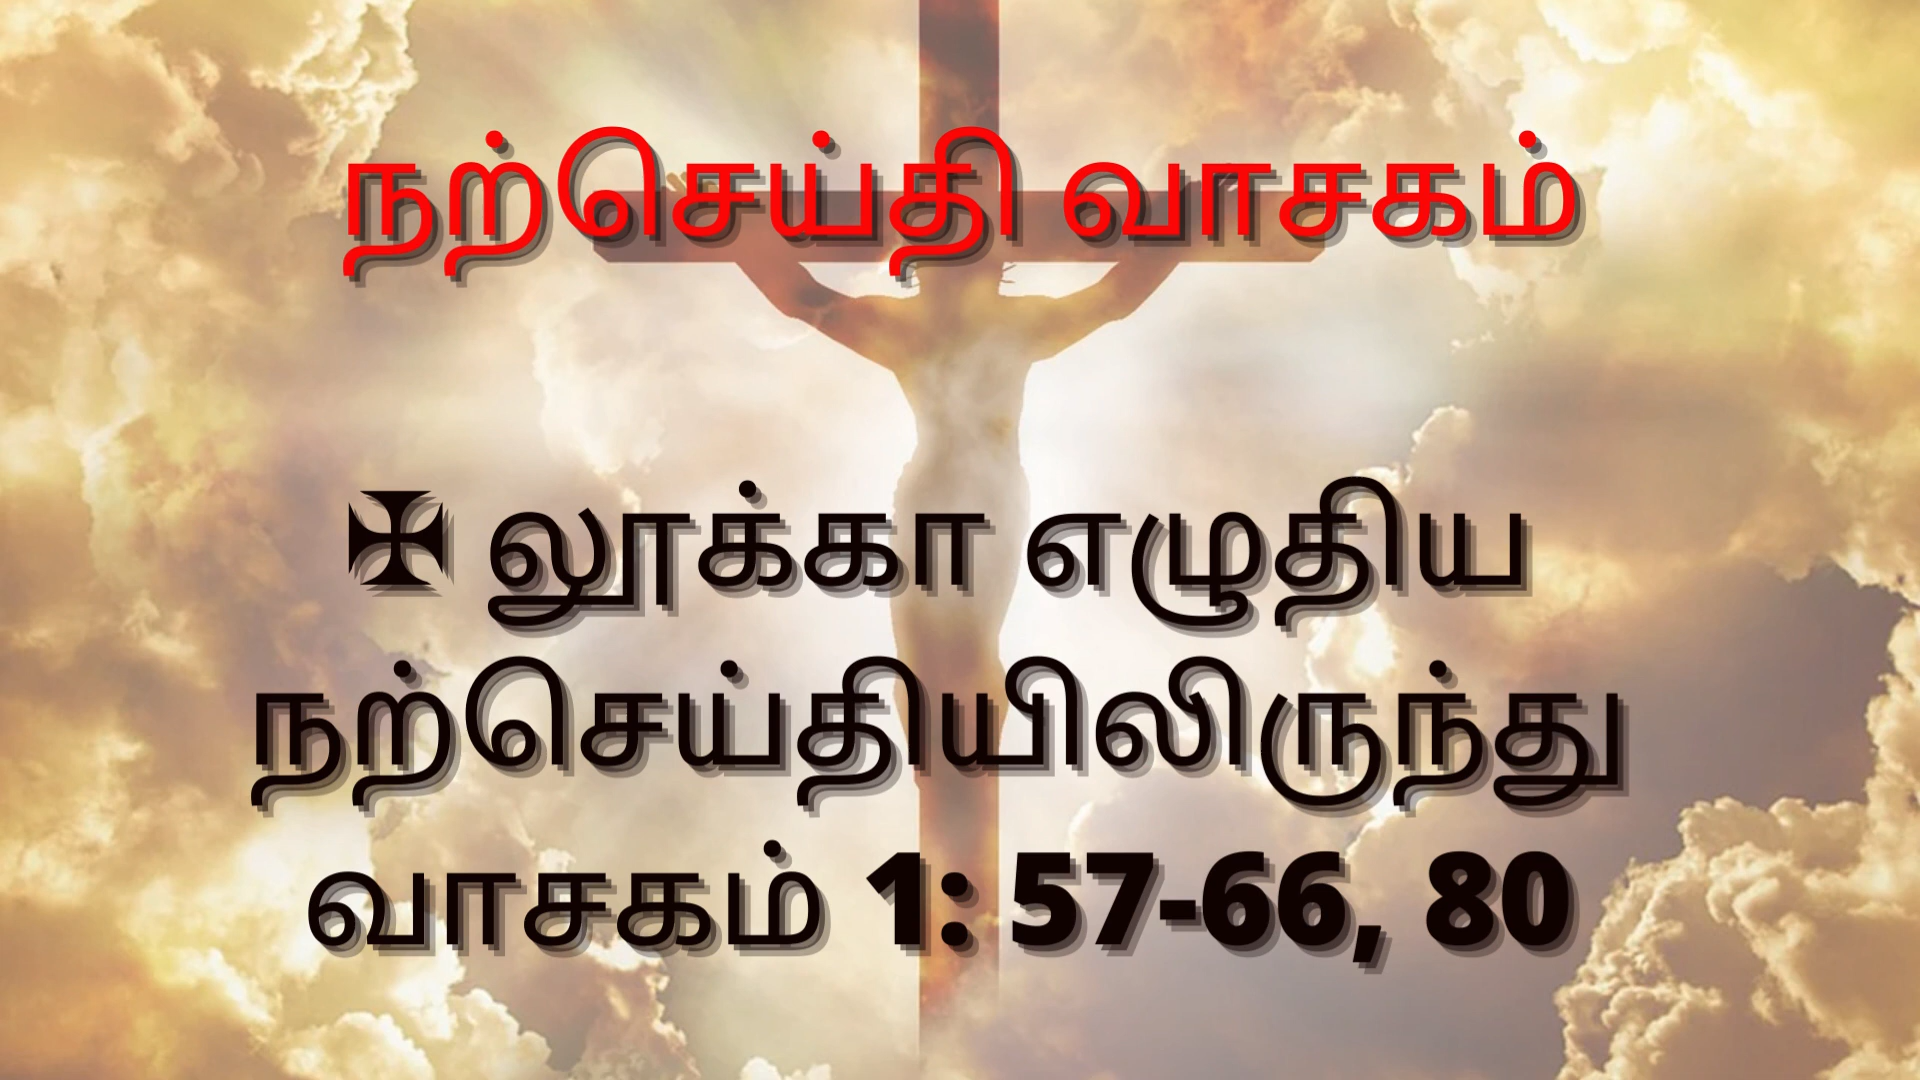 நற்செய்தி வாசகம்
✠ லூக்கா எழுதிய
நற்செய்தியிலிருந்து
வாசகம் 1: 57-66, 80